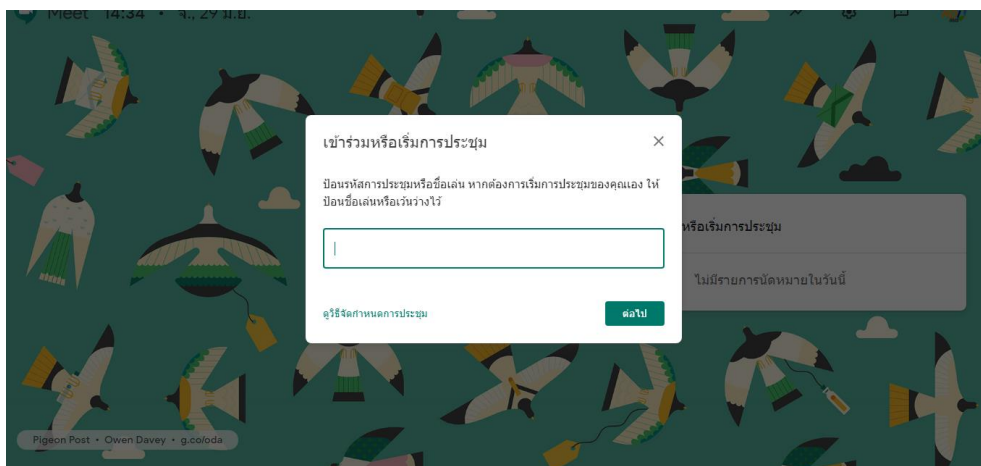 Meet 14:34 • จ., 29 มิ.ย.
เข้าร่วมหรือเริ่มการประชุม
ป้อนรหัสการประชุมหรือชื่อเล่น หากต้องการเริ่มการประชุมของคุณเอง ให้
ป้อนชื่อเล่นหรือเว้นว่างไว้
หรือเริ่มการประชุม
ไม่มีรายการนัดหมายในวันนี้
ดูวิธีจัดกำหนดการประชุม
ต่อไป
Pigeon Post • Owen Davey • g.co/oda